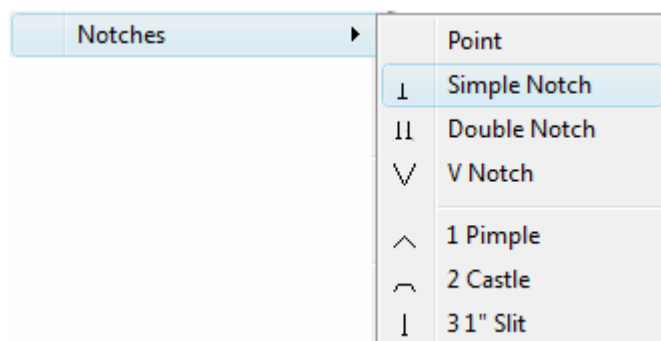 Notches
Point
Simple Notch
Double Notch
V Notch
1 Pimple
2 Castle
3 1" Slit